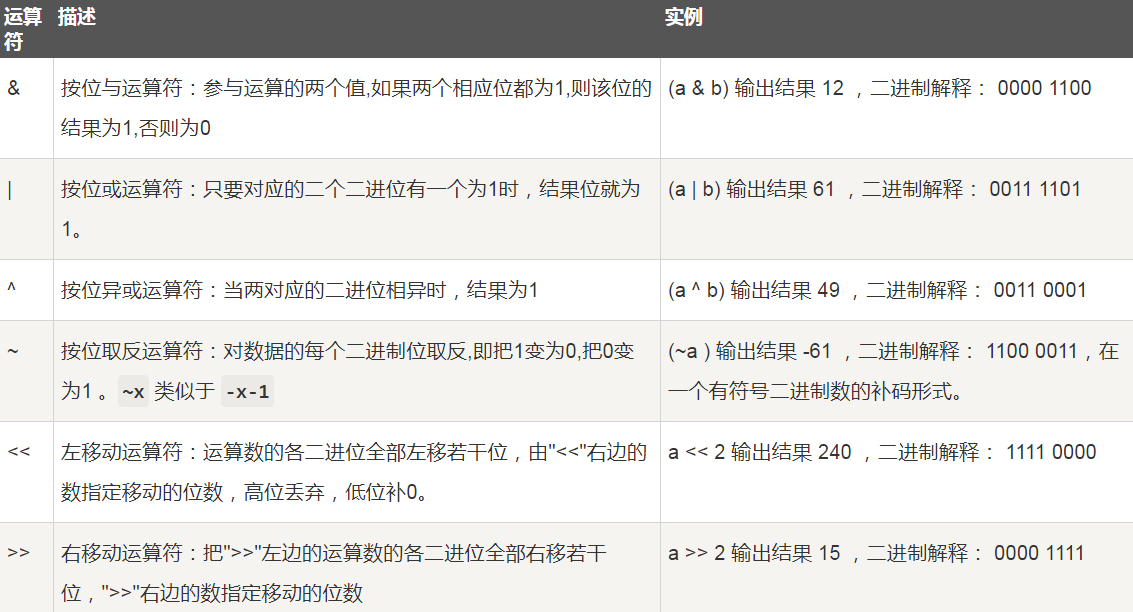 运算符 描述 实例
& 按位与运算符：参与运算的两个值,如果两个相应位都为1,则该位的 (a & b) 输出结果 12 ，二进制解释： 0000 1100
结果为1,否则为0
| 按位或运算符：只要对应的二个二进位有一个为1时，结果位就为 (a | b) 输出结果 61 ，二进制解释： 0011 1101
1。
^ 按位异或运算符：当两对应的二进位相异时，结果为1 (a ^ b) 输出结果 49 ，二进制解释： 0011 0001
~ 按位取反运算符：对数据的每个二进制位取反,即把1变为0,把0变 (~a ) 输出结果 -61 ，二进制解释： 1100 0011，在
为1 。~x 类似于 -x-1 一个有符号二进制数的补码形式。
<< 左移动运算符：运算数的各二进位全部左移若干位，由"<<"右边的 a << 2 输出结果 240 ，二进制解释： 1111 0000
数指定移动的位数，高位丢弃，低位补0。
>> 右移动运算符：把">>"左边的运算数的各二进位全部右移若干 a >> 2 输出结果 15 ，二进制解释： 0000 1111
位，">>"右边的数指定移动的位数